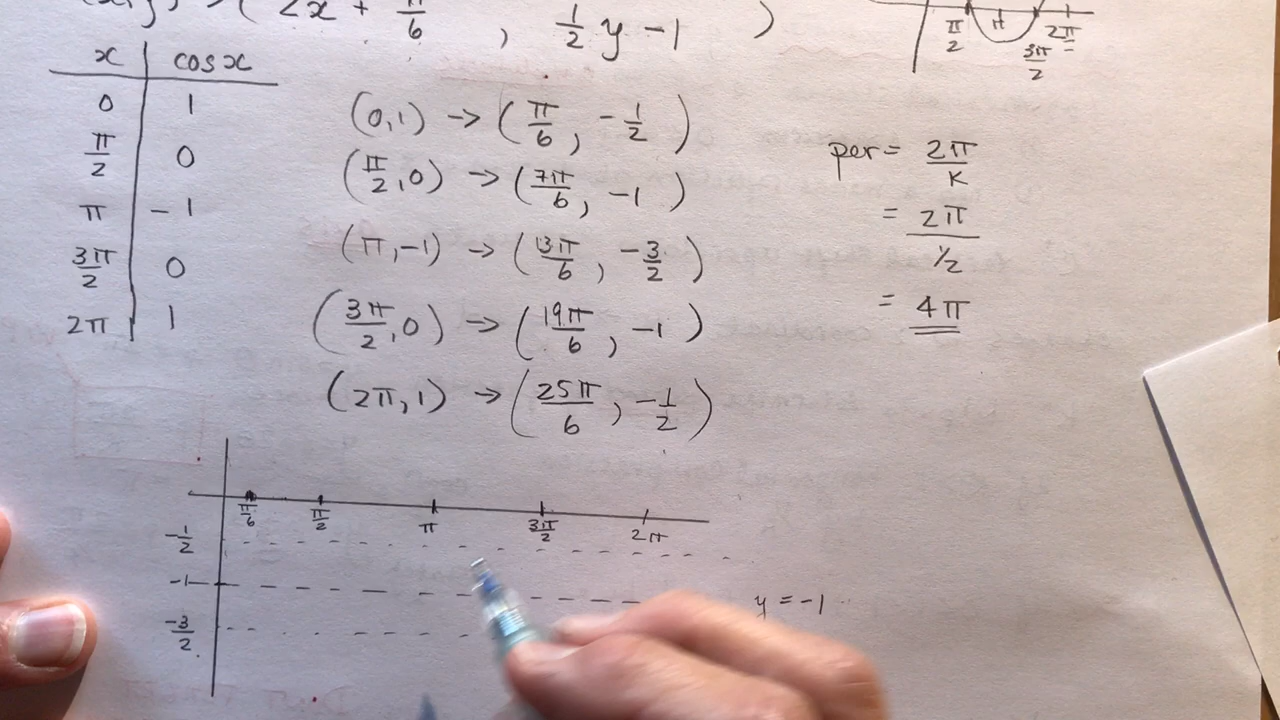 (x,y) → (2x + π/6 , 1/2 y - 1)
π/2 π 3π/2 2π
x | cos x
0 | 1
π/2 | 0
π | -1
3π/2 | 0
2π | 1
(0,1) → (π/6, -1/2)
(π/2,0) → (7π/6, -1)
(π,-1) → (13π/6, -3/2)
(3π/2,0) → (19π/6, -1)
(2π,1) → (25π/6, -1/2)
per = 2π/K
= 2π/(1/2)
= 4π
π/6 π/2 π 3π/2 2π
-1/2
-1
-3/2
y = -1